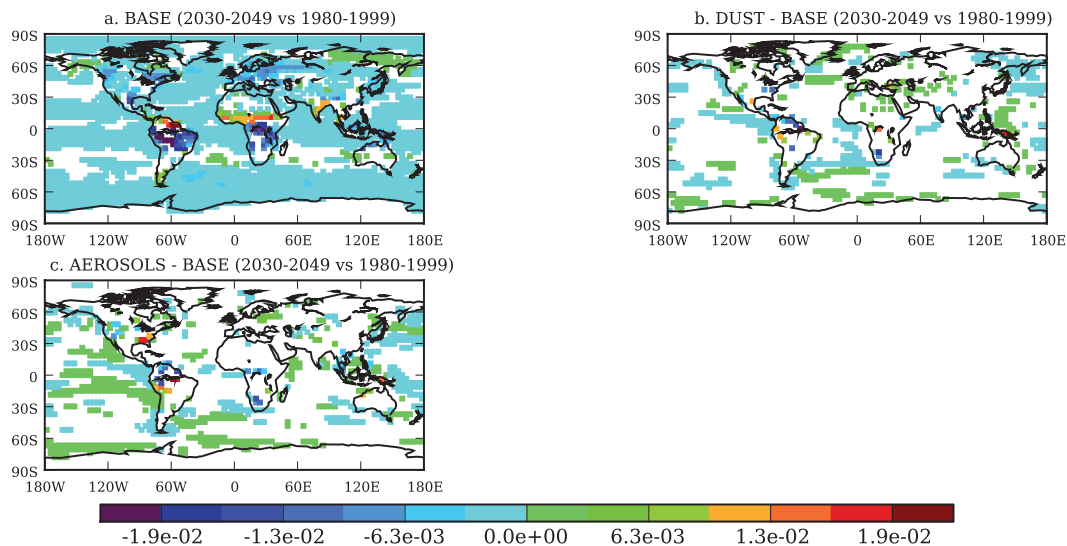 a. BASE (2030-2049 vs 1980-1999)
90S
60S
30S
0
30S
60S
90S
180W 120W 60W 0 60E 120E 180E
b. DUST - BASE (2030-2049 vs 1980-1999)
90S
60S
30S
0
30S
60S
90S
180W 120W 60W 0 60E 120E 180E
c. AEROSOLS - BASE (2030-2049 vs 1980-1999)
90S
60S
30S
0
30S
60S
90S
180W 120W 60W 0 60E 120E 180E
-1.9e-02 -1.3e-02 -6.3e-03 0.0e+00 6.3e-03 1.3e-02 1.9e-02